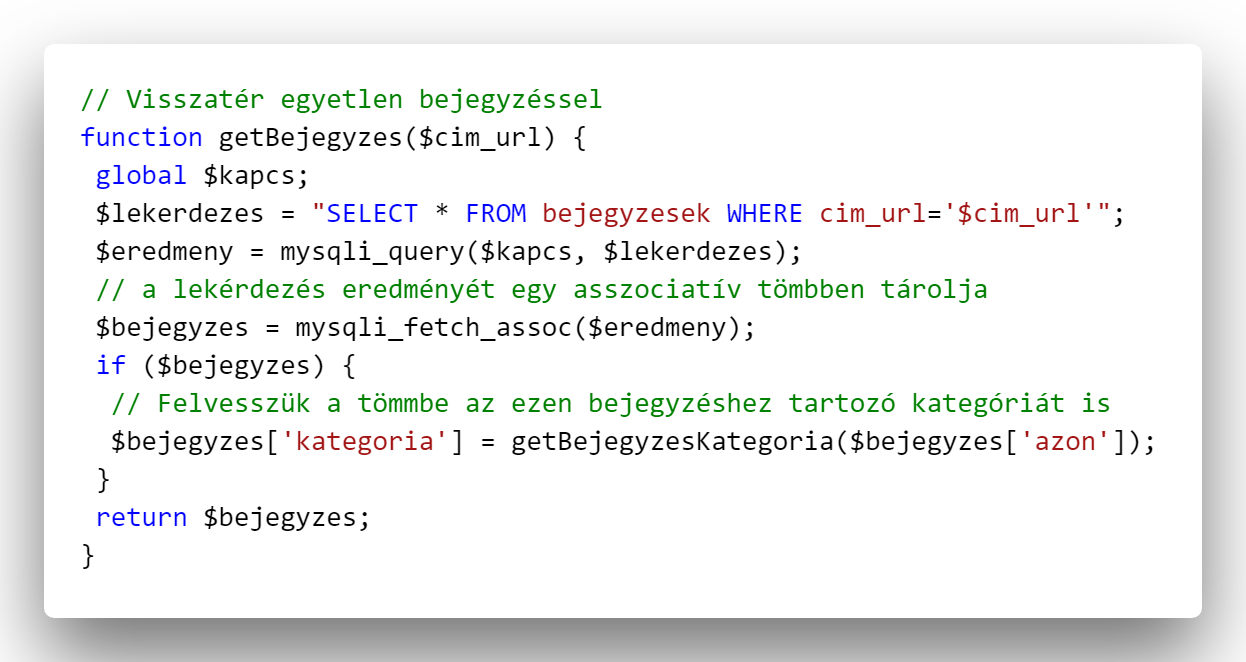 // Visszatér egyetlen bejegyzéssel
function getBejegyzes($cim_url) {
 global $kapcs;
 $lekerdezes = "SELECT * FROM bejegyzesek WHERE cim_url='$cim_url'";
 $eredmeny = mysqli_query($kapcs, $lekerdezes);
 // a lekérdezés eredményét egy asszociatív tömbben tárolja
 $bejegyzes = mysqli_fetch_assoc($eredmeny);
 if ($bejegyzes) {
  // Felvesszük a tömmbe az ezen bejegyzéshez tartozó kategóriát is
  $bejegyzes['kategoria'] = getBejegyzesKategoria($bejegyzes['azon']);
 }
 return $bejegyzes;
}